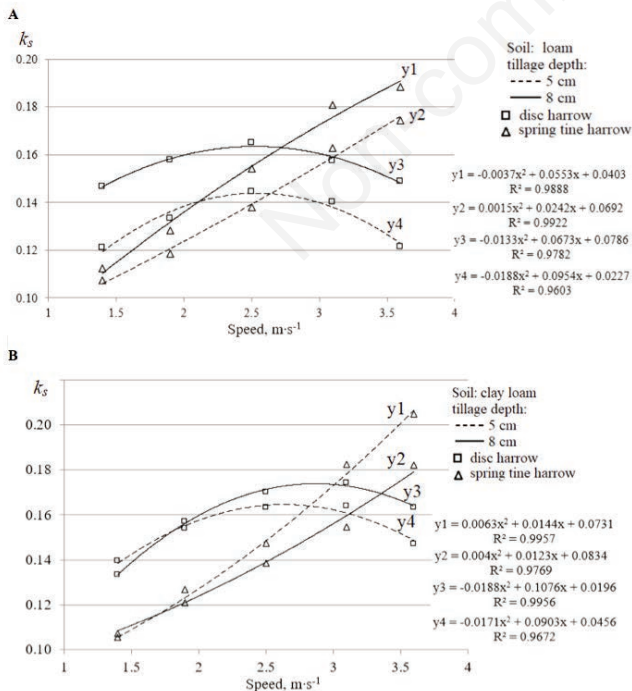 A
Non-com
k_s
0.20
0.18
0.16
0.14
0.12
0.10
y1
y2
y3
y4
1
1.5
2
2.5
3
3.5
4
Speed, m·s⁻¹
Soil: loam
tillage depth:
5 cm
8 cm
disc harrow
spring tine harrow
y1 = -0.0037x² + 0.0553x + 0.0403
R² = 0.9888
y2 = 0.0015x² + 0.0242x + 0.0692
R² = 0.9922
y3 = -0.0133x² + 0.0673x + 0.0786
R² = 0.9782
y4 = -0.0188x² + 0.0954x + 0.0227
R² = 0.9603
B
k_s
0.20
0.18
0.16
0.14
0.12
0.10
y1
y2
y3
y4
1
1.5
2
2.5
3
3.5
4
Speed, m·s⁻¹
Soil: clay loam
tillage depth:
5 cm
8 cm
disc harrow
spring tine harrow
y1 = 0.0063x² + 0.0144x + 0.0731
R² = 0.9957
y2 = 0.004x² + 0.0123x + 0.0834
R² = 0.9769
y3 = -0.0188x² + 0.1076x + 0.0196
R² = 0.9956
y4 = -0.0171x² + 0.0903x + 0.0456
R² = 0.9672